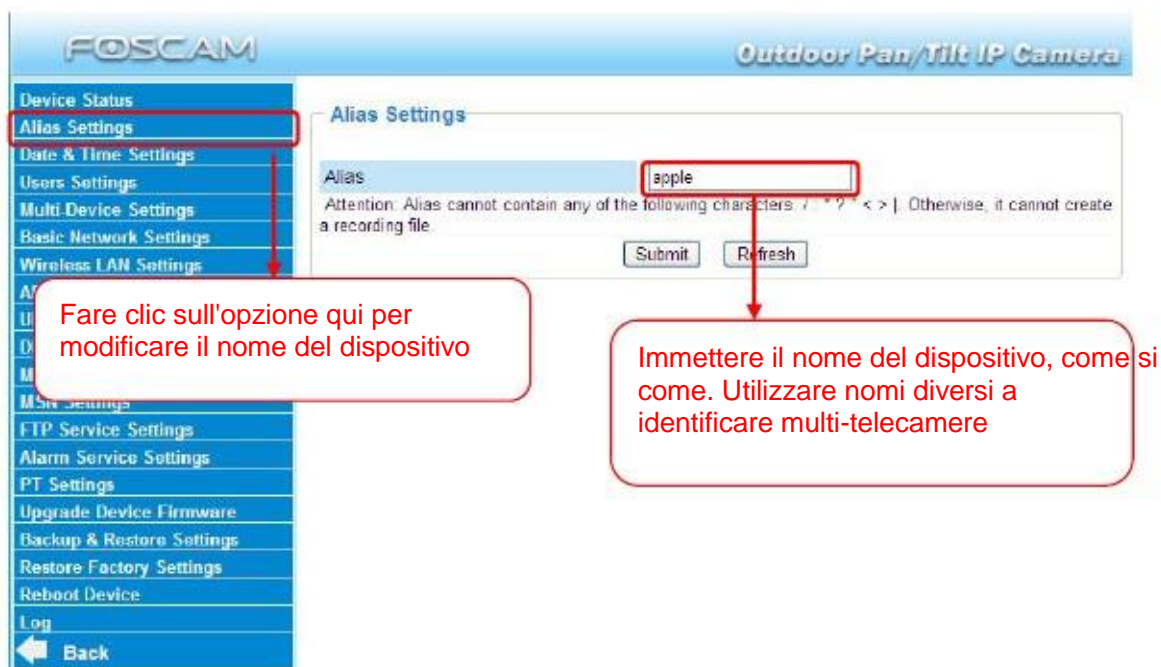 FOSCAM
Outdoor Pan/Tilt IP Camera
Device Status
Alias Settings
Date & Time Settings
Users Settings
Multi-Device Settings
Basic Network Settings
Wireless LAN Settings
FTP Service Settings
Alarm Service Settings
PT Settings
Upgrade Device Firmware
Backup & Restore Settings
Restore Factory Settings
Reboot Device
Log
Back
Alias Settings
Alias
apple
Attention: Alias cannot contain any of the following characters / * ? " < > |. Otherwise, it cannot create
a recording file.
Submit Refresh
Fare clic sull'opzione qui per
modificare il nome del dispositivo
Immettere il nome del dispositivo, come si
come. Utilizzare nomi diversi a
identificare multi-telecamere